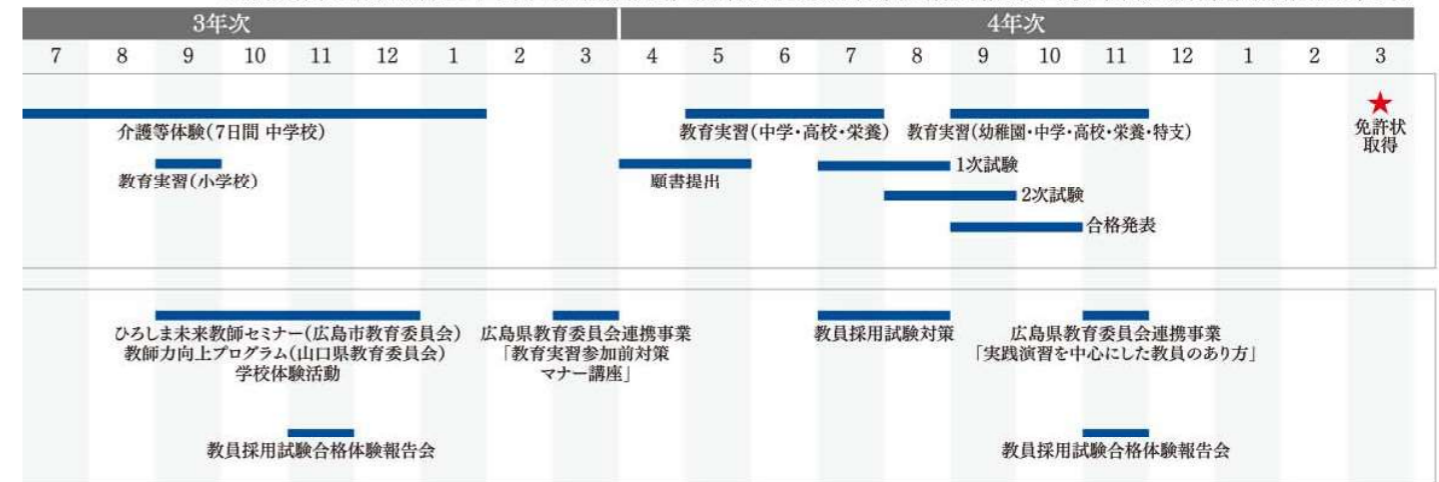 3年次 4年次
7 8 9 10 11 12 1 2 3 4 5 6 7 8 9 10 11 12 1 2 3
介護等体験(7日間 中学校)
教育実習(中学・高校・栄養)
教育実習(幼稚園・中学・高校・栄養・特支)
免許状
取得
教育実習(小学校)
願書提出
1次試験
2次試験
合格発表
ひろしま未来教師セミナー(広島市教育委員会)
教師力向上プログラム(山口県教育委員会)
学校体験活動
広島県教育委員会連携事業
「教育実習参加前対策
マナー講座」
教員採用試験対策
広島県教育委員会連携事業
「実践演習を中心にした教員のあり方」
教員採用試験合格体験報告会
教員採用試験合格体験報告会